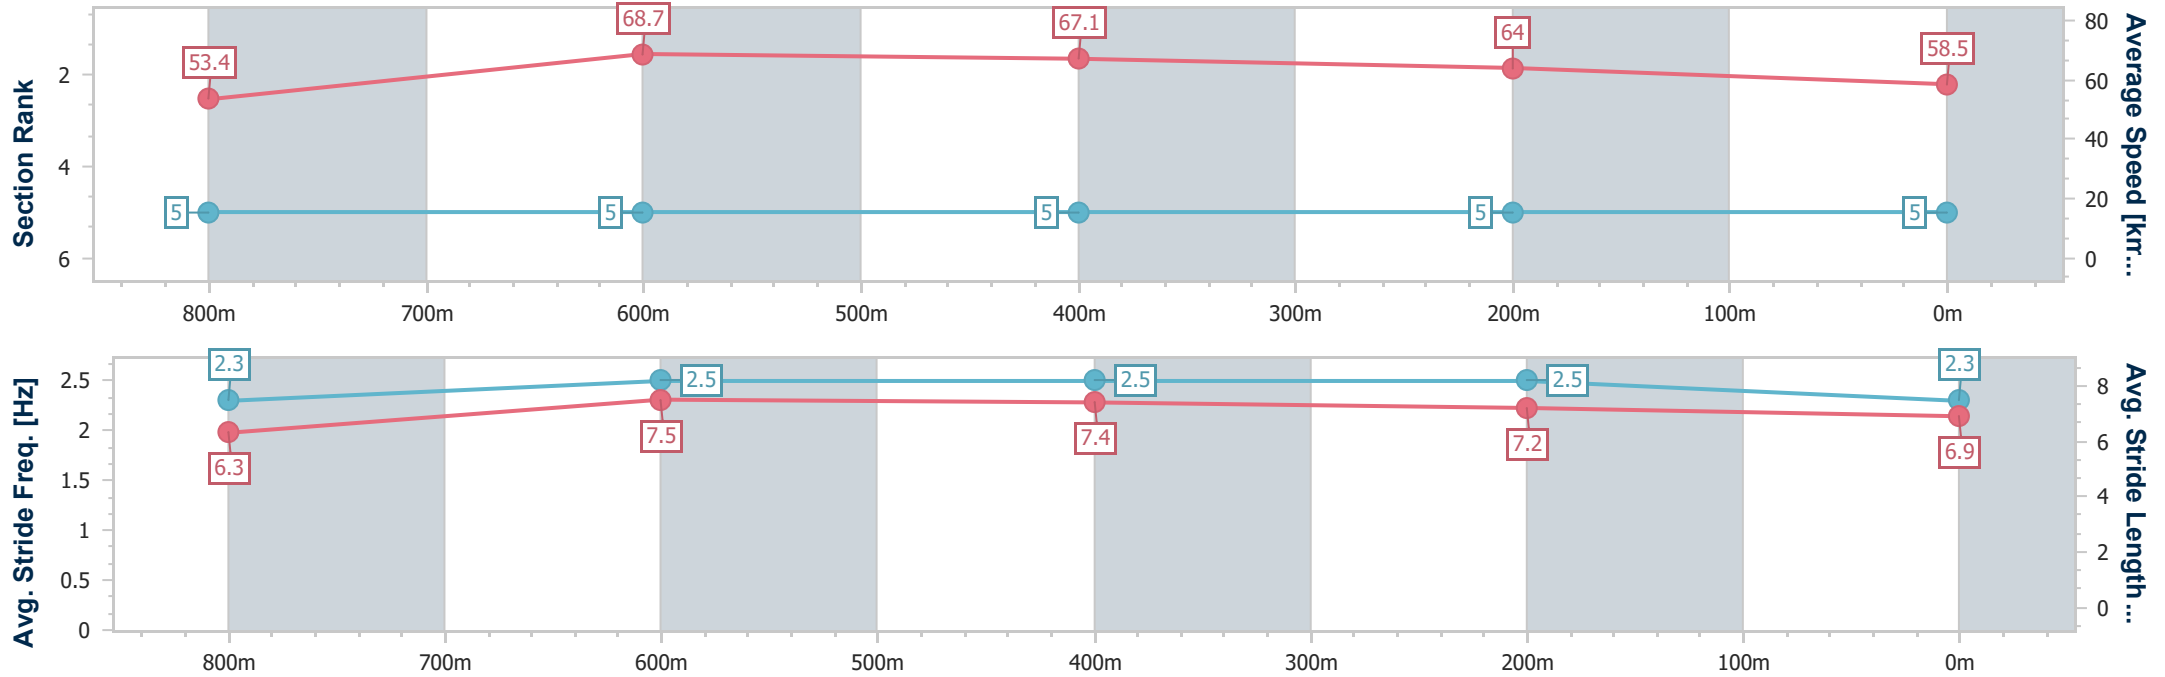 Section Rank
2
4
6
53.4
68.7
67.1
64
58.5
5
5
5
5
5
80
60
40
20
0
Average Speed [km...
800m
700m
600m
500m
400m
300m
200m
100m
0m
Avg. Stride Freq. [Hz]
2.5
2
1.5
1
0.5
0
2.3
2.5
2.5
2.5
2.3
6.3
7.5
7.4
7.2
6.9
8
6
4
2
0
Avg. Stride Length...
800m
700m
600m
500m
400m
300m
200m
100m
0m